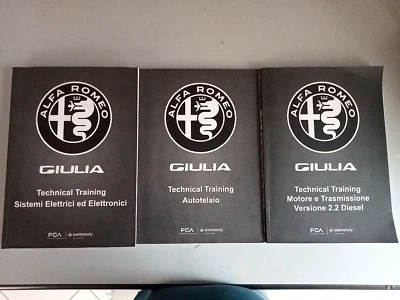 ALFA ROMEO
GIULIA
Technical Training
Sistemi Elettrici ed Elettronici
FCA
ALFA ROMEO
GIULIA
Technical Training
Autotelaio
FCA
ALFA ROMEO
GIULIA
Technical Training
Motore e Trasmissione
Versione 2.2 Diesel
FCA